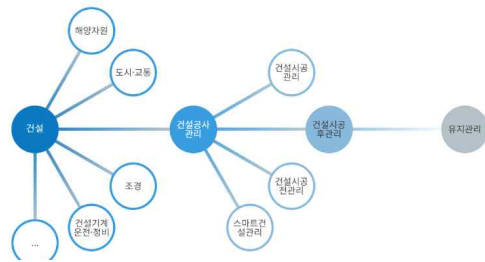 해양자원
도시·교통
건설
조경
건설기계
운전·정비
...
건설공사
관리
건설시공
관리
건설시공
후관리
건설시공
전관리
스마트건
설관리
유지관리